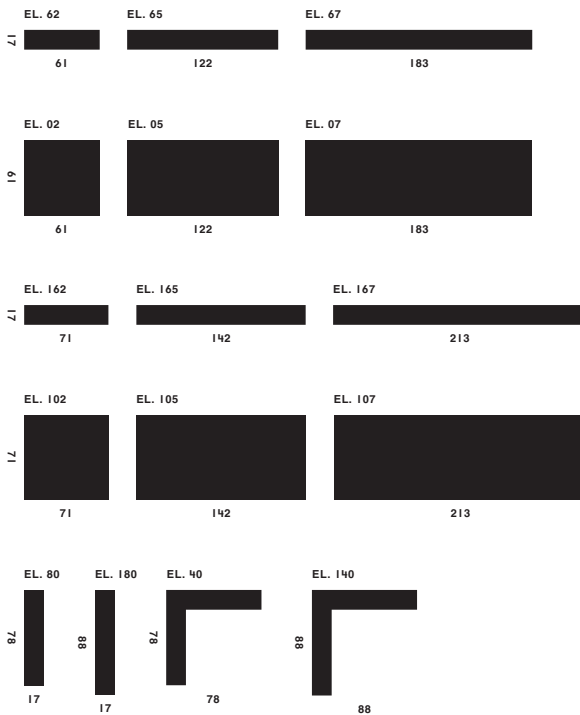 EL. 62 EL. 65 EL. 67
17
61 122 183
EL. 02 EL. 05 EL. 07
61
61 122 183
EL. 162 EL. 165 EL. 167
17
71 142 213
EL. 102 EL. 105 EL. 107
71
71 142 213
EL. 80 EL. 180 EL. 40 EL. 140
78 88 78 88
17 17 78 88